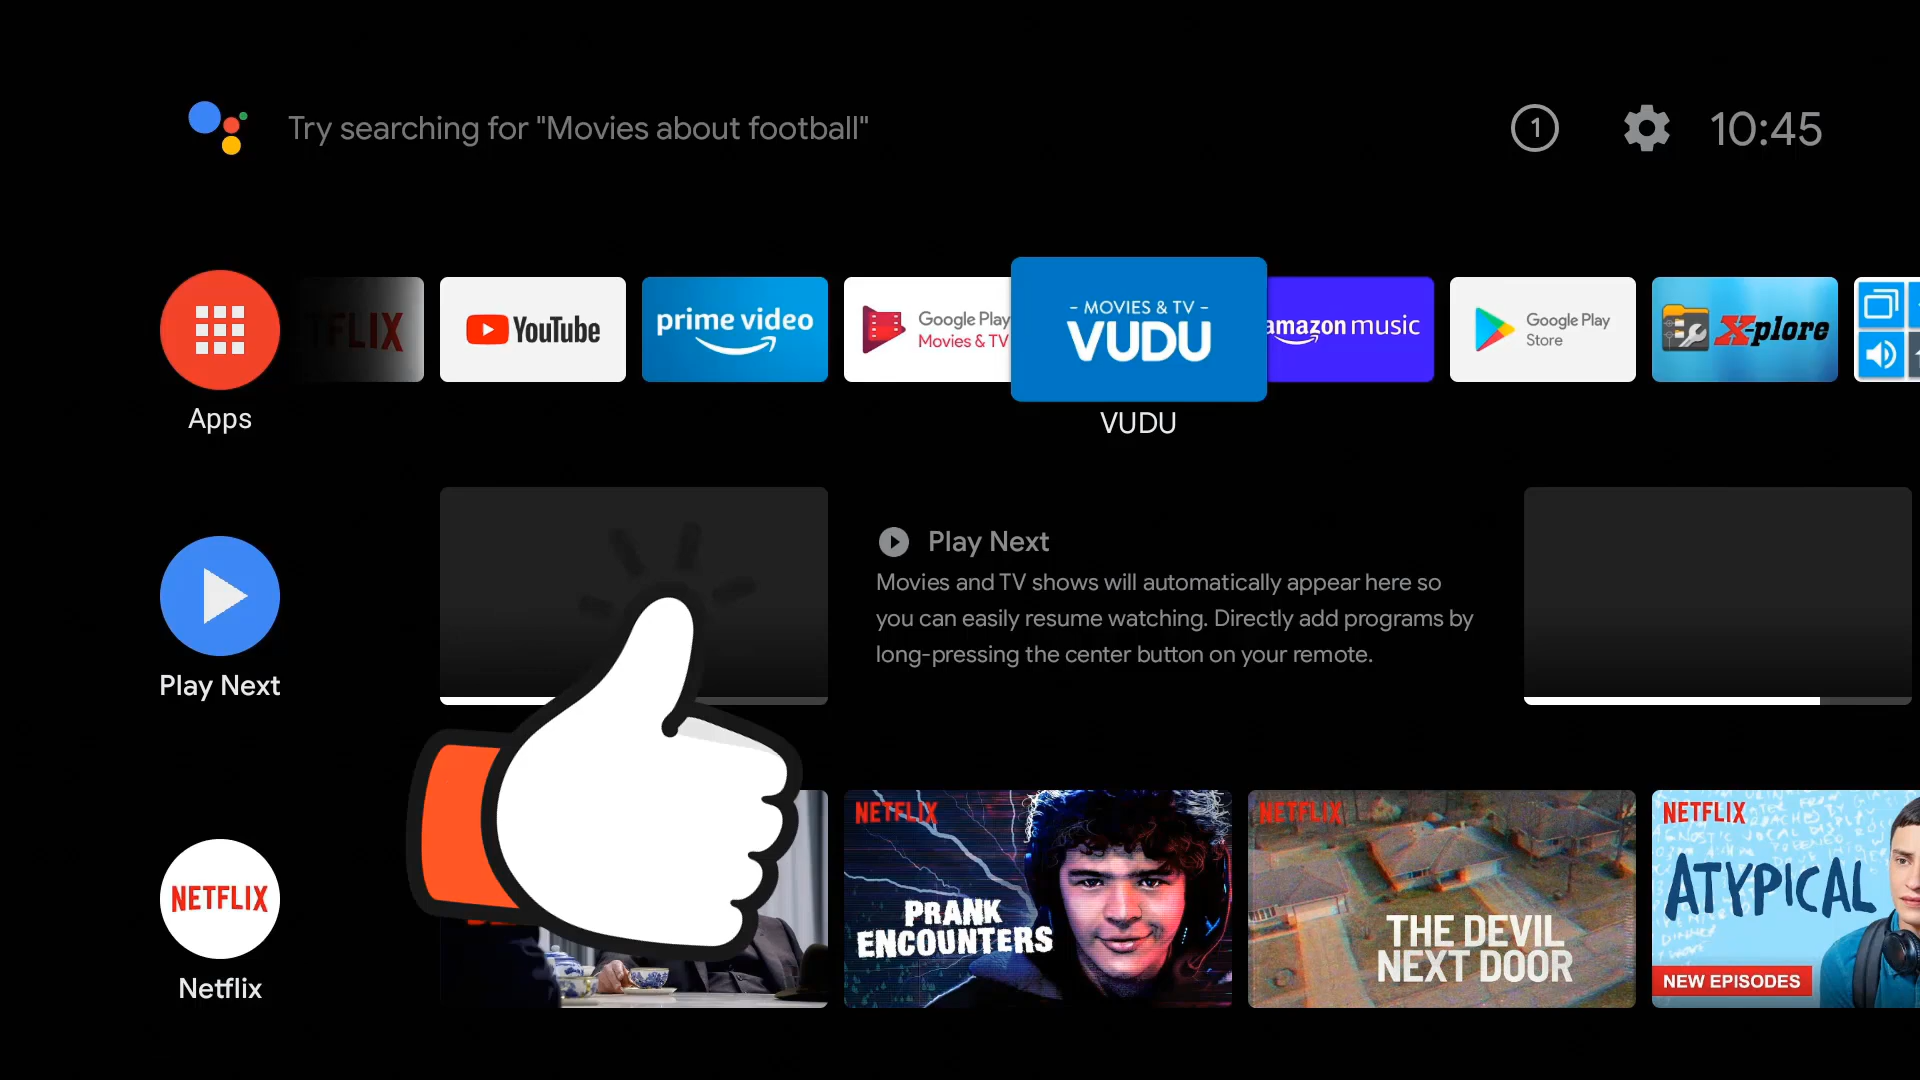 Try searching for "Movies about football"
1
10:45
YouTube
prime video
Google Play
Movies & TV
- MOVIES & TV -
VUDU
amazon music
Google Play
Store
X-plore
Apps
VUDU
Play Next
Movies and TV shows will automatically appear here so
you can easily resume watching. Directly add programs by
long-pressing the center button on your remote.
Play Next
NETFLIX
NETFLIX
NETFLIX
ATYPICAL
NETFLIX
PRANK
ENCOUNTERS
THE DEVIL
NEXT DOOR
NEW EPISODES
Netflix